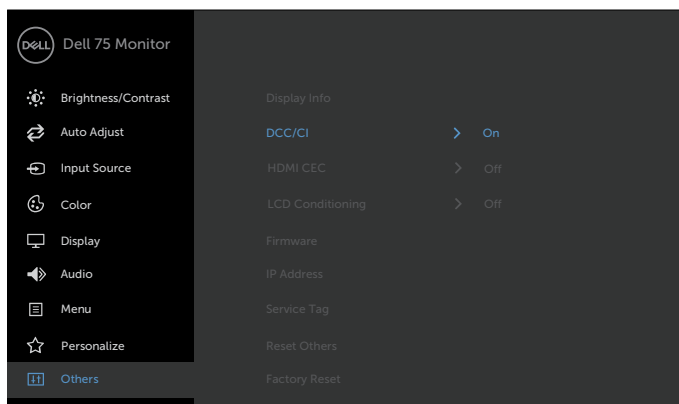 DELL Dell 75 Monitor
Brightness/Contrast
Display Info
Auto Adjust
DCC/CI On
Input Source
HDMI CEC Off
Color
LCD Conditioning Off
Display
Firmware
Audio
IP Address
Menu
Service Tag
Personalize
Reset Others
Others
Factory Reset